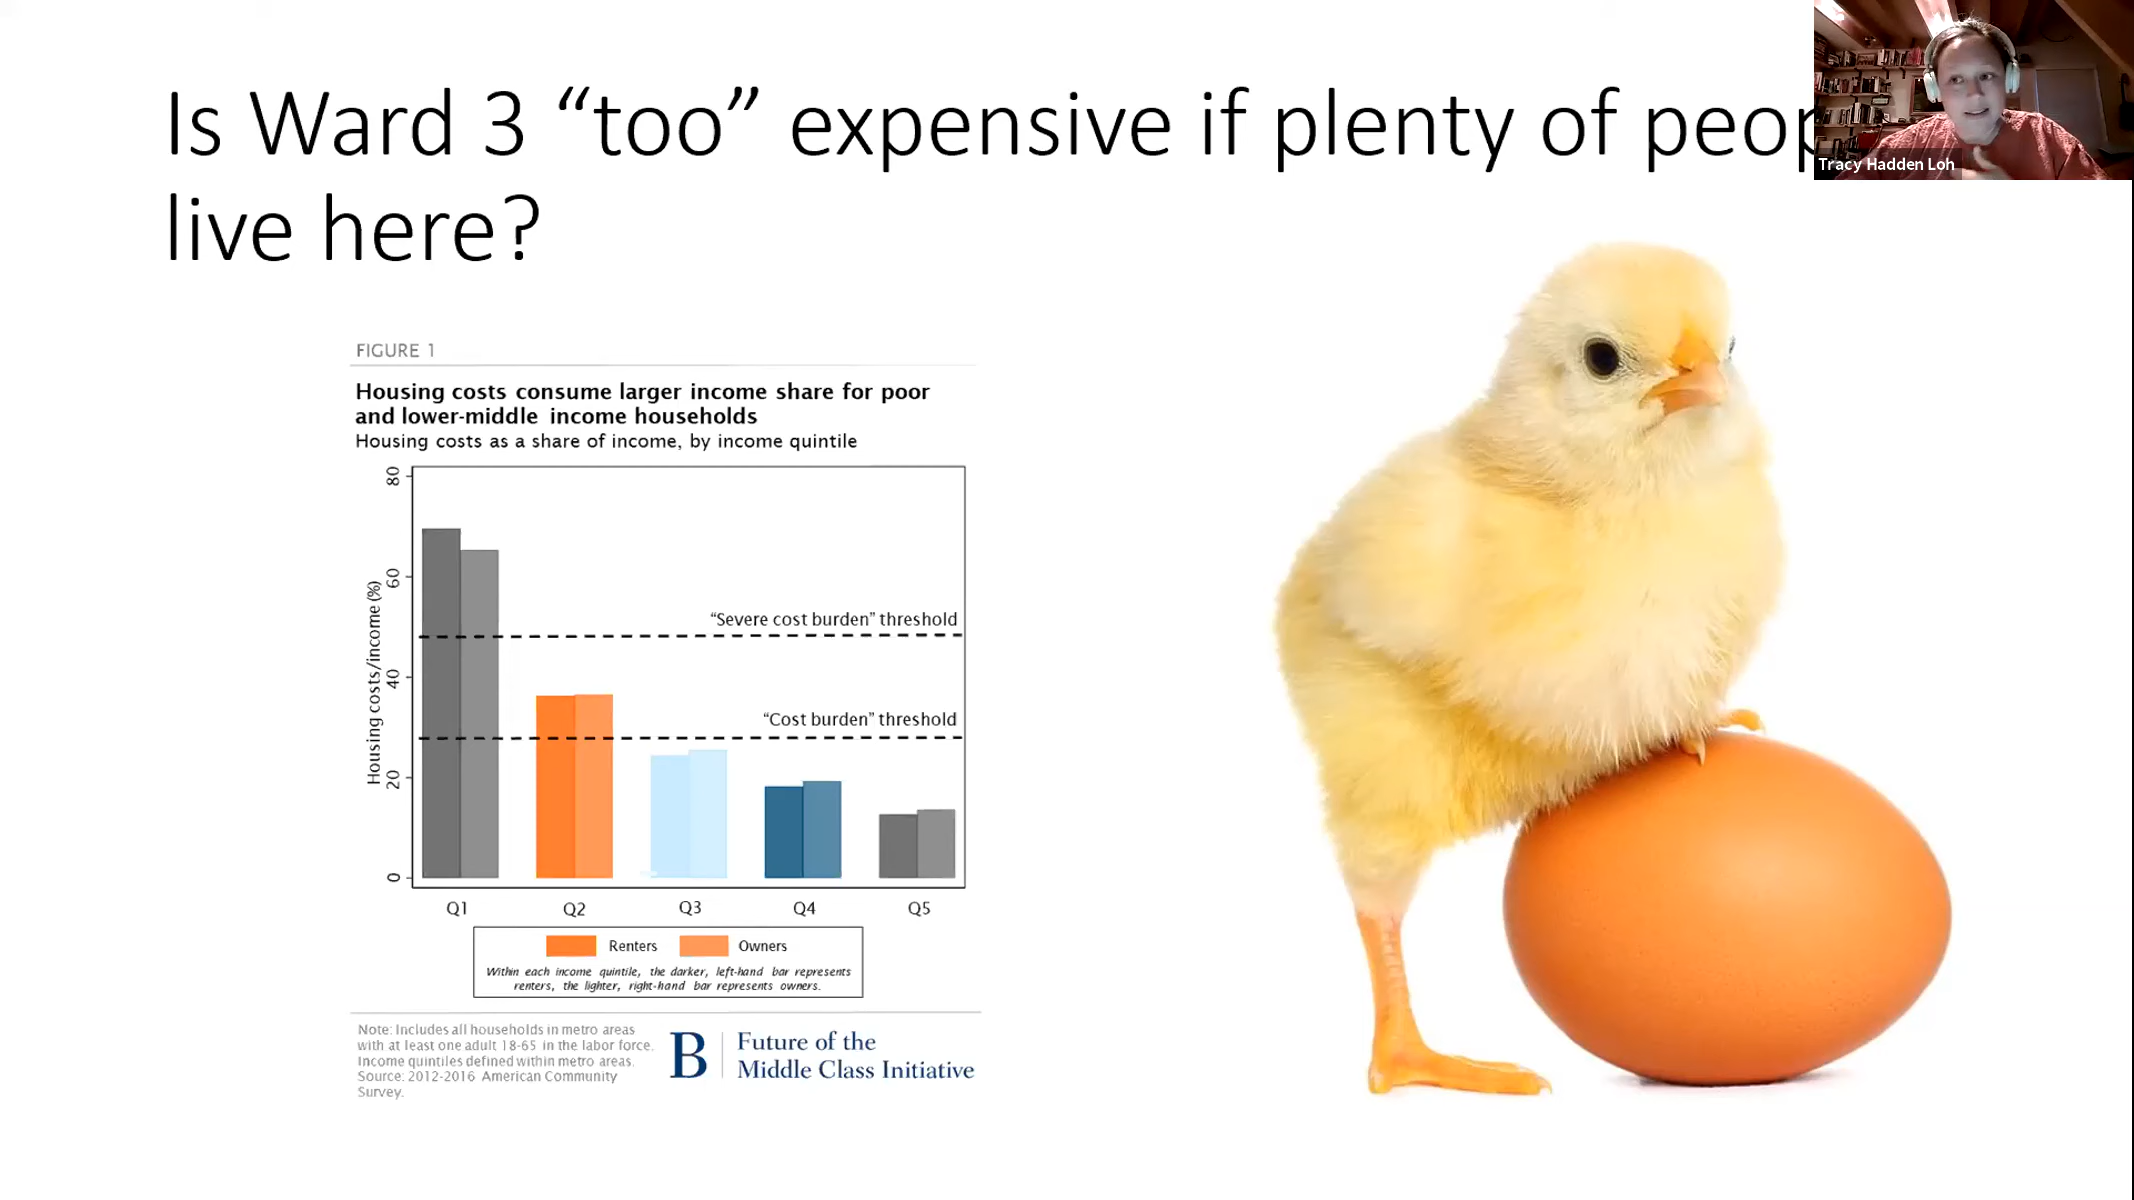 Is Ward 3 “too” expensive if plenty of
live here?
Tracy Hadden Loh
FIGURE 1
Housing costs consume larger income share for poor
and lower-middle income households
Housing costs as a share of income, by income quintile
Housing costs/income (%)
80
60
40
20
0
“Severe cost burden” threshold
“Cost burden” threshold
Q1 Q2 Q3 Q4 Q5
Renters Owners
Within each income quintile, the darker, left-hand bar represents
renters, the lighter, right-hand bar represents owners.
Note: Includes all households in metro areas
with at least one adult 18-65 in the labor force.
Income quintiles defined within metro areas.
Source: 2012-2016 American Community
Survey.
B
Future of the
Middle Class Initiative